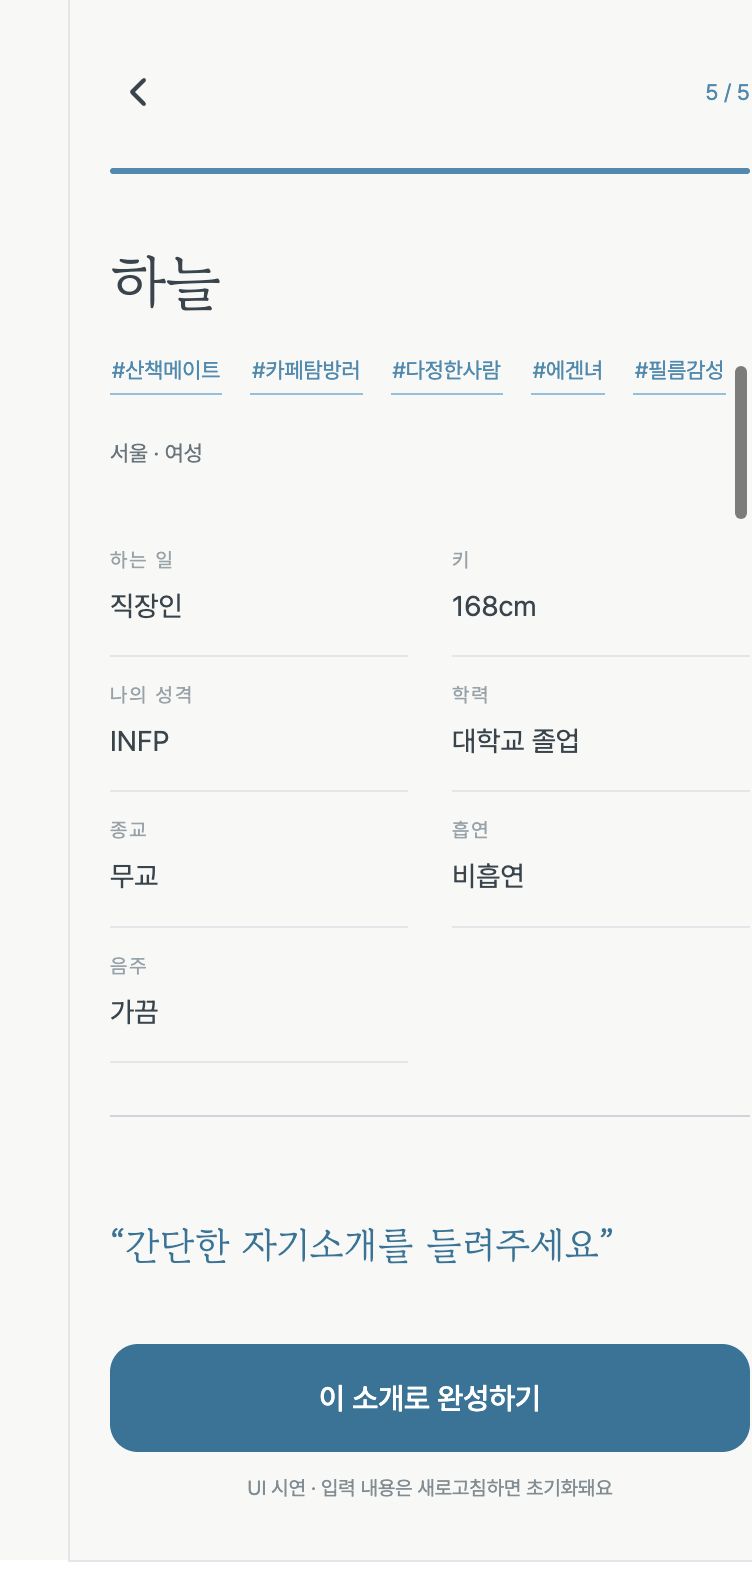 5 / 5
하늘
#산책메이트 #카페탐방러 #다정한사람 #에겐녀 #필름감성
서울 · 여성
하는 일
직장인
키
168cm
나의 성격
INFP
학력
대학교 졸업
종교
무교
흡연
비흡연
음주
가끔
“간단한 자기소개를 들려주세요”
이 소개로 완성하기
UI 시연 · 입력 내용은 새로고침하면 초기화돼요